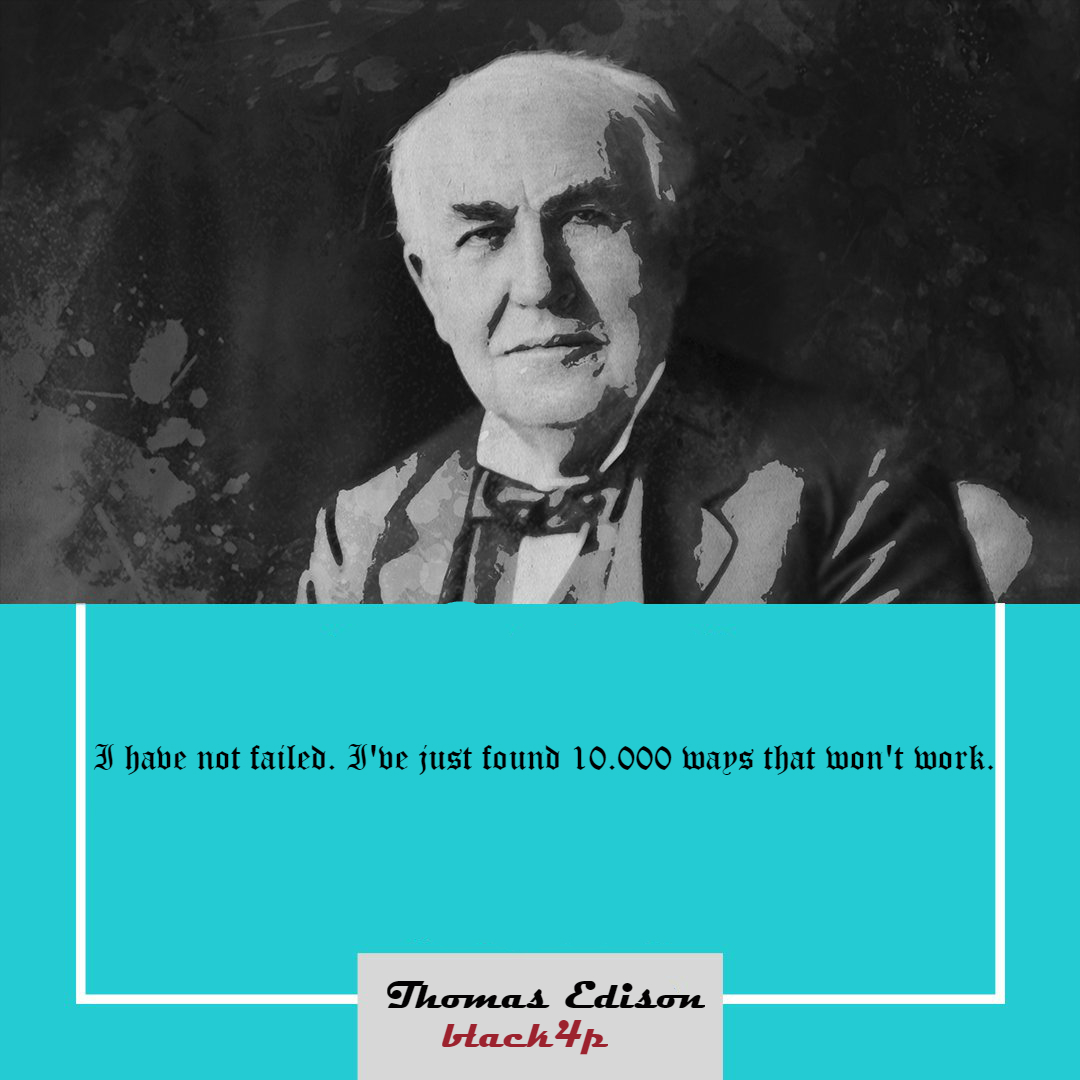 I have not failed. I've just found 10.000 ways that won't work.
Thomas Edison
black4p